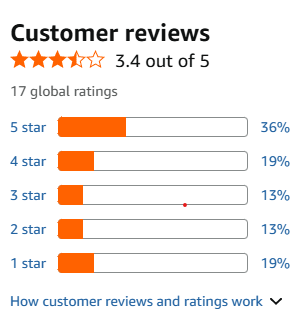 Customer reviews
3.4 out of 5
17 global ratings
5 star 36%
4 star 19%
3 star 13%
2 star 13%
1 star 19%
How customer reviews and ratings work